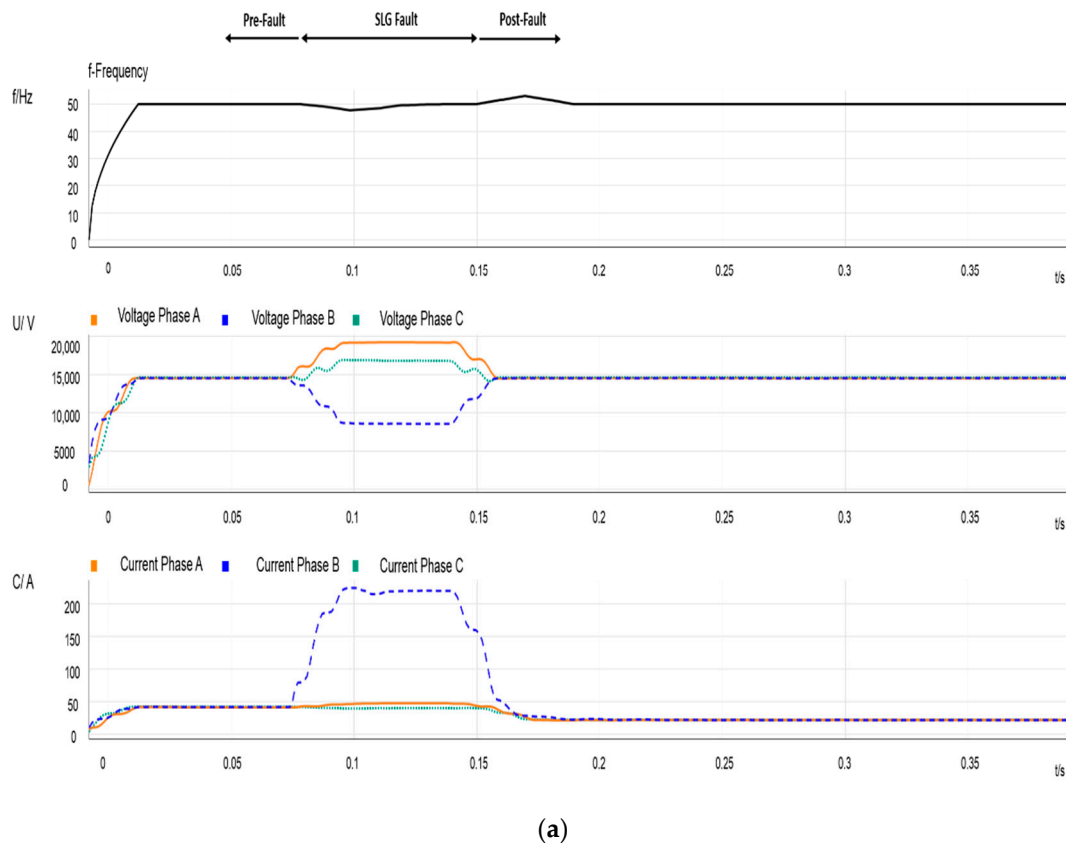 Pre-Fault SLG Fault Post-Fault
f-Frequency
f/Hz
50
40
30
20
10
0
0 0.05 0.1 0.15 0.2 0.25 0.3 0.35 t/s
Voltage Phase A Voltage Phase B Voltage Phase C
U/ V
20,000
15,000
10,000
5000
0
0 0.05 0.1 0.15 0.2 0.25 0.3 0.35 t/s
Current Phase A Current Phase B Current Phase C
C/ A
200
150
100
50
0
0 0.05 0.1 0.15 0.2 0.25 0.3 0.35 t/s
(a)